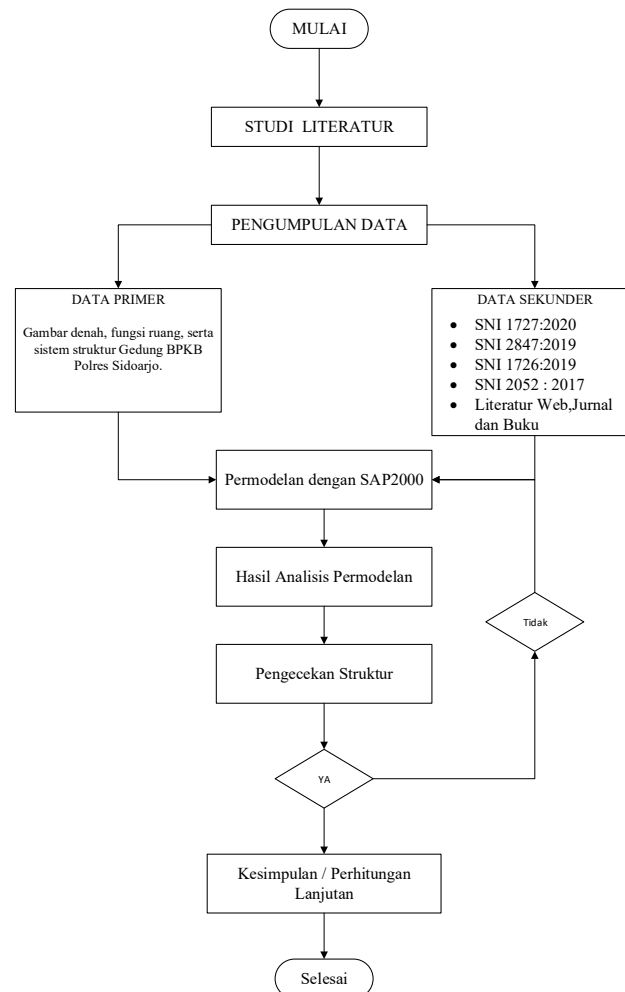 MULAI
STUDI LITERATUR
PENGUMPULAN DATA
DATA PRIMER
Gambar denah, fungsi ruang, serta
sistem struktur Gedung BPKB
Polres Sidoarjo.
DATA SEKUNDER
• SNI 1727:2020
• SNI 2847:2019
• SNI 1726:2019
• SNI 2052 : 2017
• Literatur Web,Jurnal
dan Buku
Permodelan dengan SAP2000
Hasil Analisis Permodelan
Tidak
Pengecekan Struktur
YA
Kesimpulan / Perhitungan
Lanjutan
Selesai